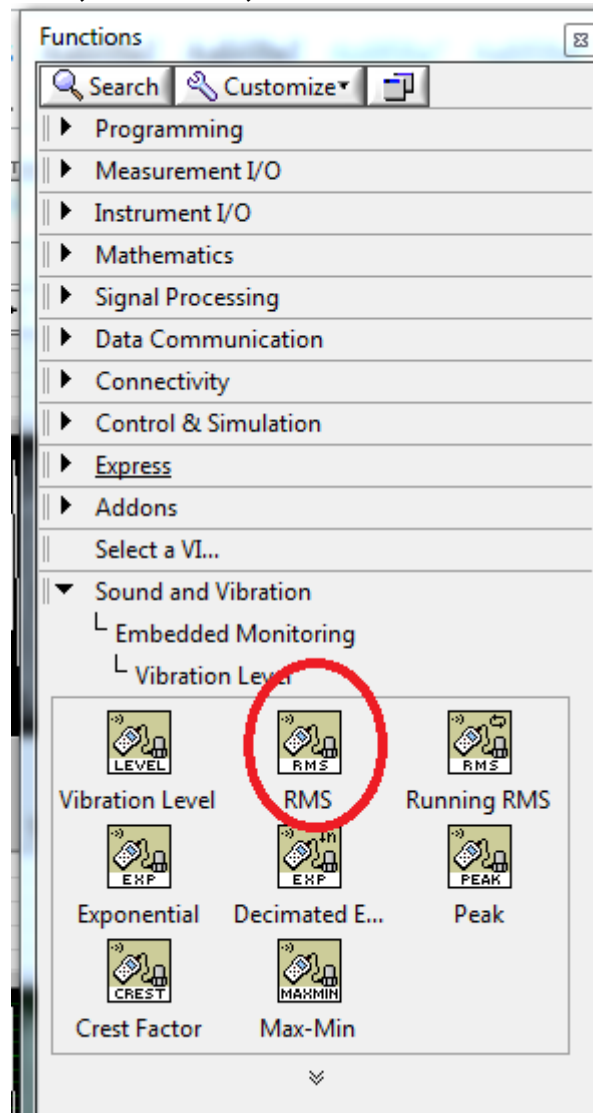 Functions
Search Customize
Programming
Measurement I/O
Instrument I/O
Mathematics
Signal Processing
Data Communication
Connectivity
Control & Simulation
Express
Addons
Select a VI...
Sound and Vibration
Embedded Monitoring
Vibration Level
LEVEL RMS RMS
Vibration Level RMS Running RMS
EXP EXP PEAK
Exponential Decimated E... Peak
CREST MAXMIN
Crest Factor Max-Min